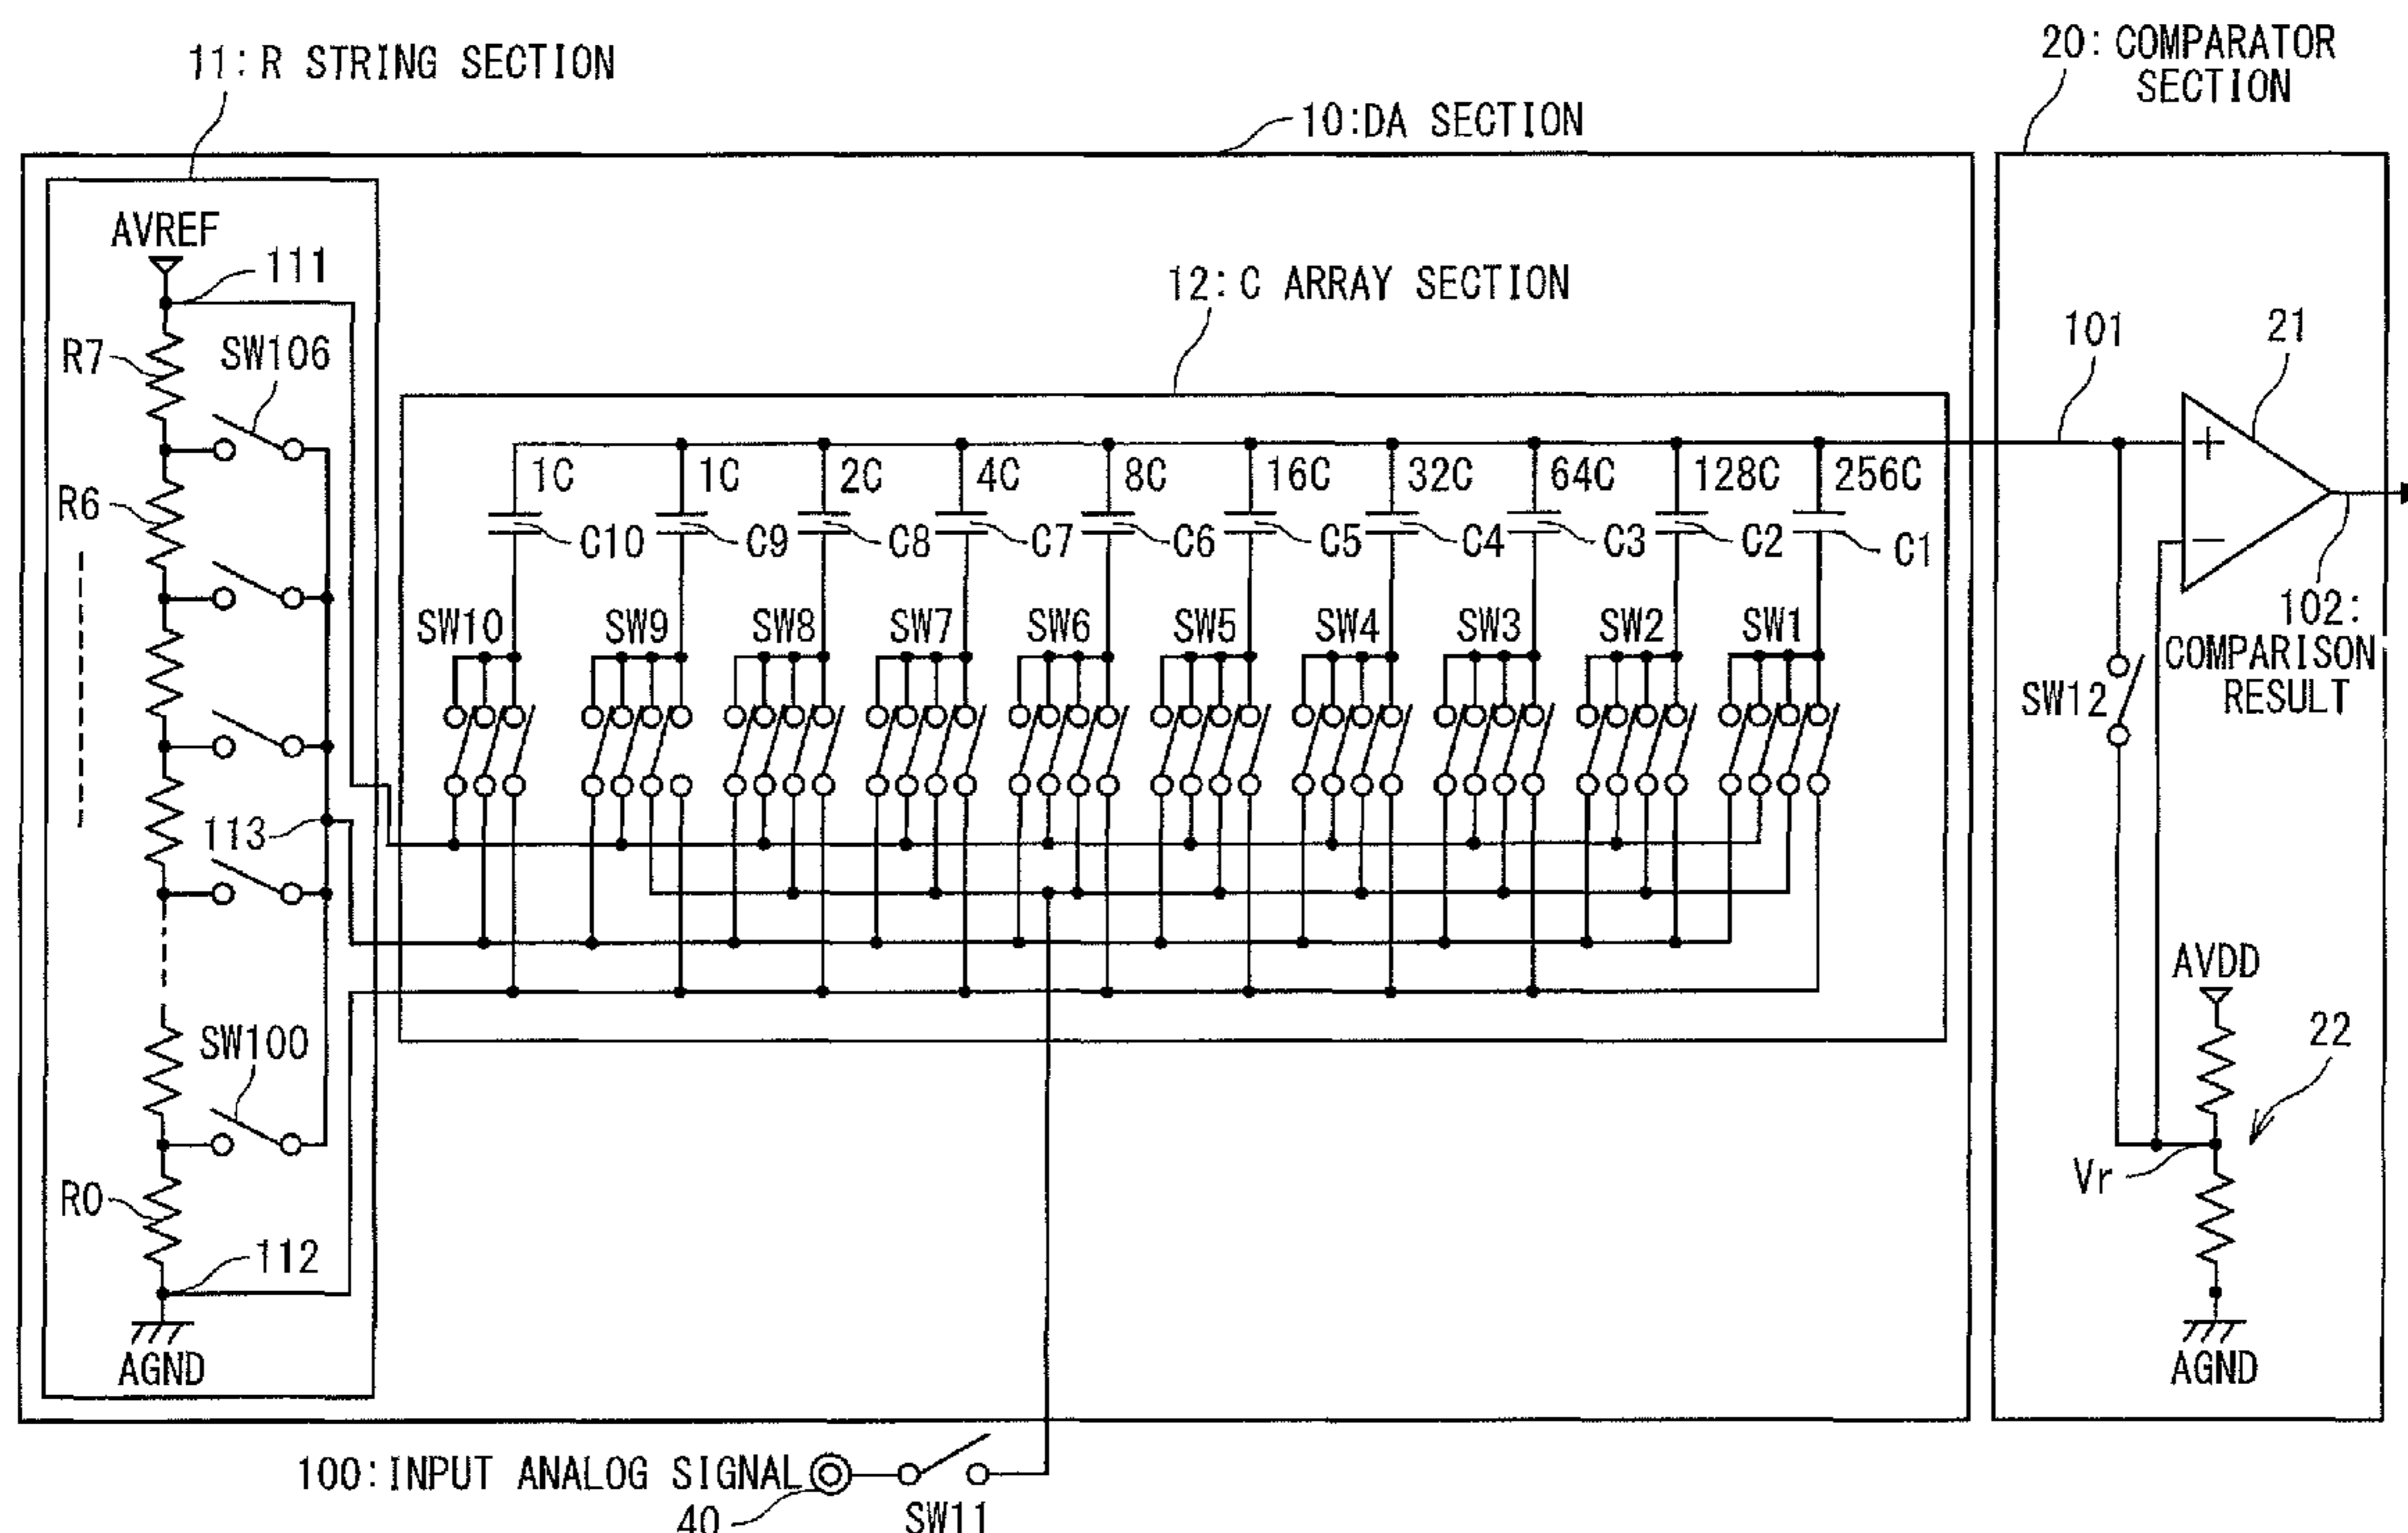 11:R STRING SECTION
20:COMPARATOR
SECTION
10:DA SECTION
AVREF
111
12:C ARRAY SECTION
R7
SW106
101
21
1C
1C
2C
4C
8C
16C
32C
64C
128C
256C
R6
C10
C9
C8
C7
C6
C5
C4
C3
C2
C1
102:
COMPARISON
RESULT
SW10
SW9
SW8
SW7
SW6
SW5
SW4
SW3
SW2
SW1
SW12
113
AVDD
SW100
22
Vr
R0
112
AGND
AGND
100:INPUT ANALOG SIGNAL
40
SW11